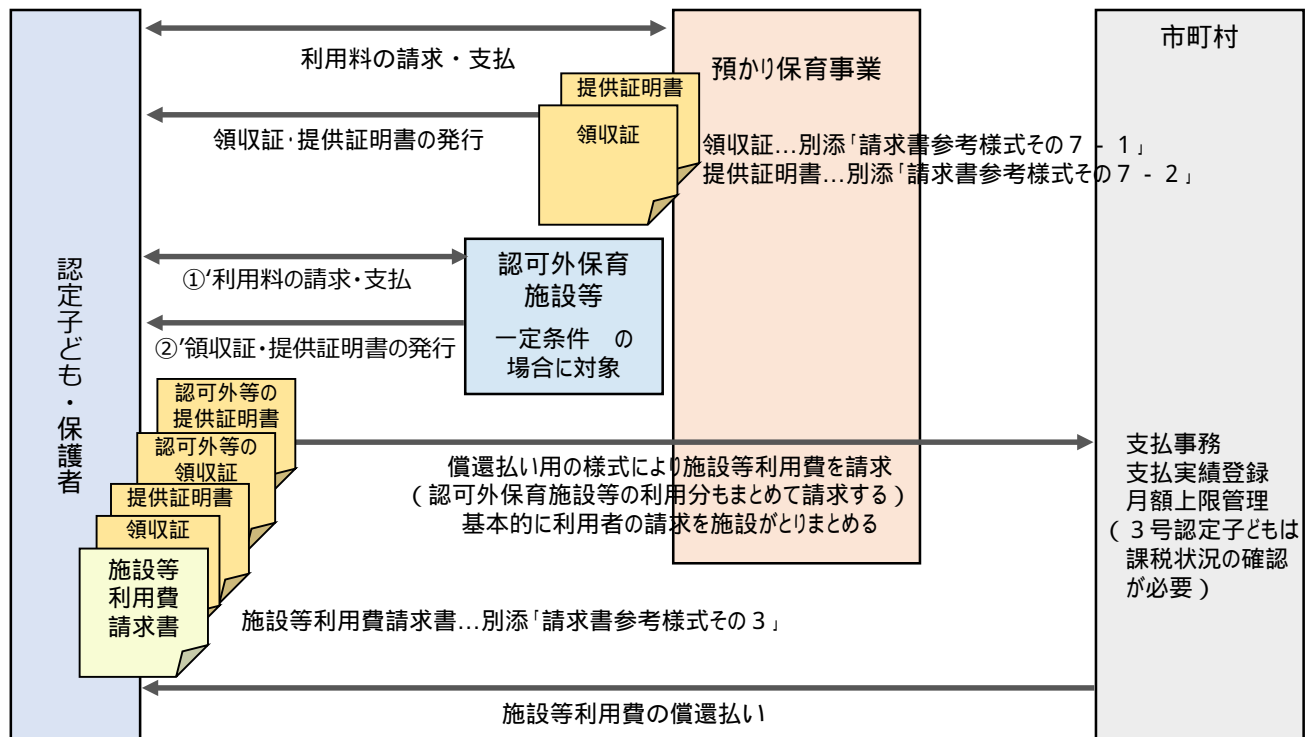 市町村
利用料の請求・支払
預かり保育事業
提供証明書
領収証・提供証明書の発行
領収証
領収証…別添「請求書参考様式その７－１」
提供証明書…別添「請求書参考様式その７－２」
認定子ども・保護者
①’利用料の請求・支払
認可外保育
施設等
一定条件　の
場合に対象
②’領収証・提供証明書の発行
認可外等の
提供証明書
認可外等の
領収証
提供証明書
領収証
施設等
利用費
請求書
償還払い用の様式により施設等利用費を請求
（認可外保育施設等の利用分もまとめて請求する）
基本的に利用者の請求を施設がとりまとめる
支払事務
支払実績登録
月額上限管理
（３号認定子どもは
課税状況の確認
が必要）
施設等利用費請求書…別添「請求書参考様式その３」
施設等利用費の償還払い